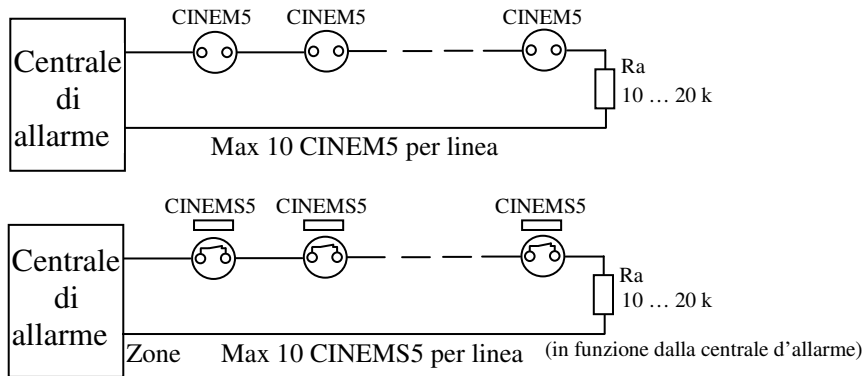 CINEM5 CINEM5 CINEM5
Centrale
di
allarme
Ra
10 … 20 k
Max 10 CINEM5 per linea
CINEMS5 CINEMS5 CINEMS5
Centrale
di
allarme
Ra
10 … 20 k
Zone Max 10 CINEMS5 per linea (in funzione dalla centrale d'allarme)